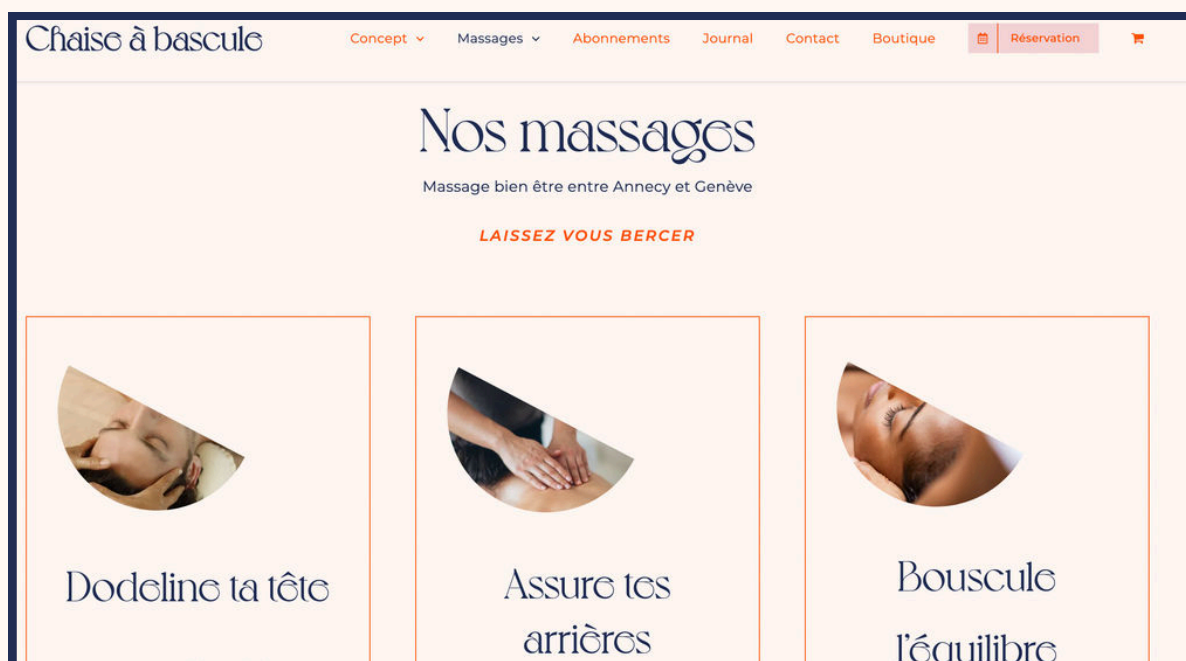 Chaise à bascule
Concept
Massages
Abonnements
Journal
Contact
Boutique
Réservation
Nos massages
Massage bien être entre Annecy et Genève
LAISSEZ VOUS BERCER
Dodeline ta tête
Assure tes
arrières
Bouscule
l'équilibre